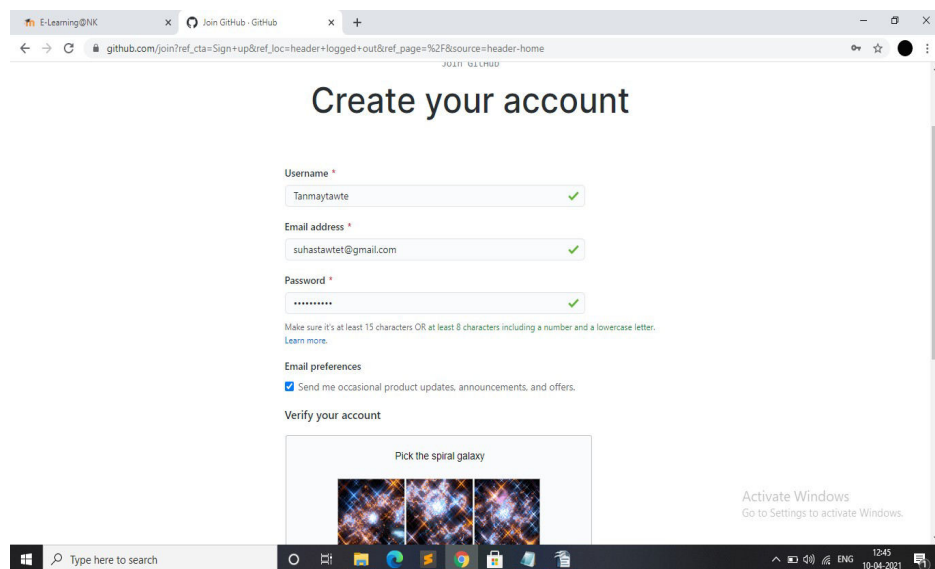 E-Learning@NK
Join GitHub · GitHub
github.com/join?ref_cta=Sign+up&ref_loc=header+logged+out&ref_page=%2F&source=header-home
Join GitHub
Create your account
Username *
Tanmaytawte
Email address *
suhastawtet@gmail.com
Password *
••••••••••
Make sure it's at least 15 characters OR at least 8 characters including a number and a lowercase letter.
Learn more.
Email preferences
Send me occasional product updates, announcements, and offers.
Verify your account
Pick the spiral galaxy
Activate Windows
Go to Settings to activate Windows.
Type here to search
ENG
12:45
10-04-2021